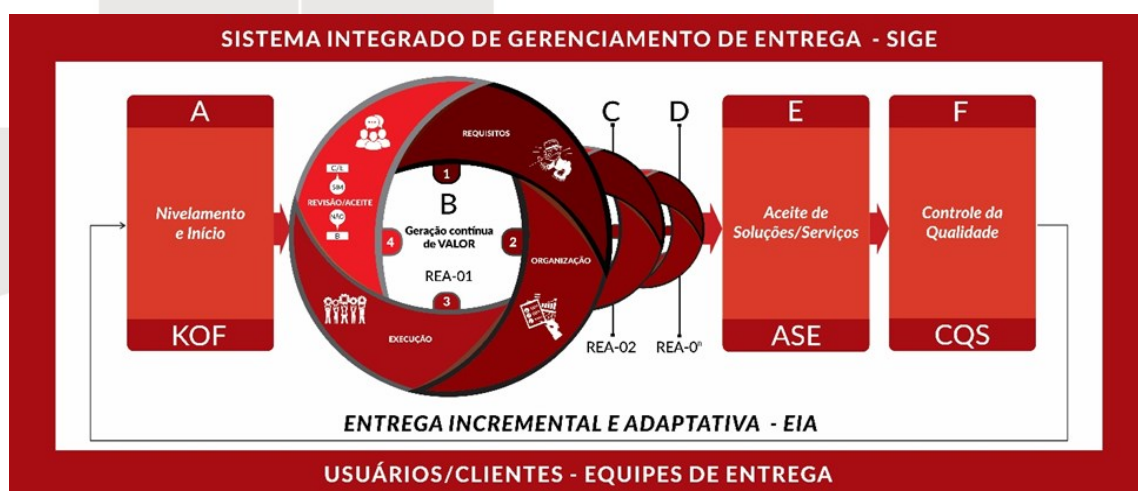 SISTEMA INTEGRADO DE GERENCIAMENTO DE ENTREGA - SIGE
A
Nivelamento
e Início
KOF
REQUISITOS
C/E
SIM
REVISÃO/ACEITE
NÃO
B
1
B
Geração contínua
de VALOR
4
2
REA-01
3
ORGANIZAÇÃO
EXECUÇÃO
C
D
REA-02
REA-0ⁿ
E
Aceite de
Soluções/Serviços
ASE
F
Controle da
Qualidade
CQS
ENTREGA INCREMENTAL E ADAPTATIVA - EIA
USUÁRIOS/CLIENTES - EQUIPES DE ENTREGA